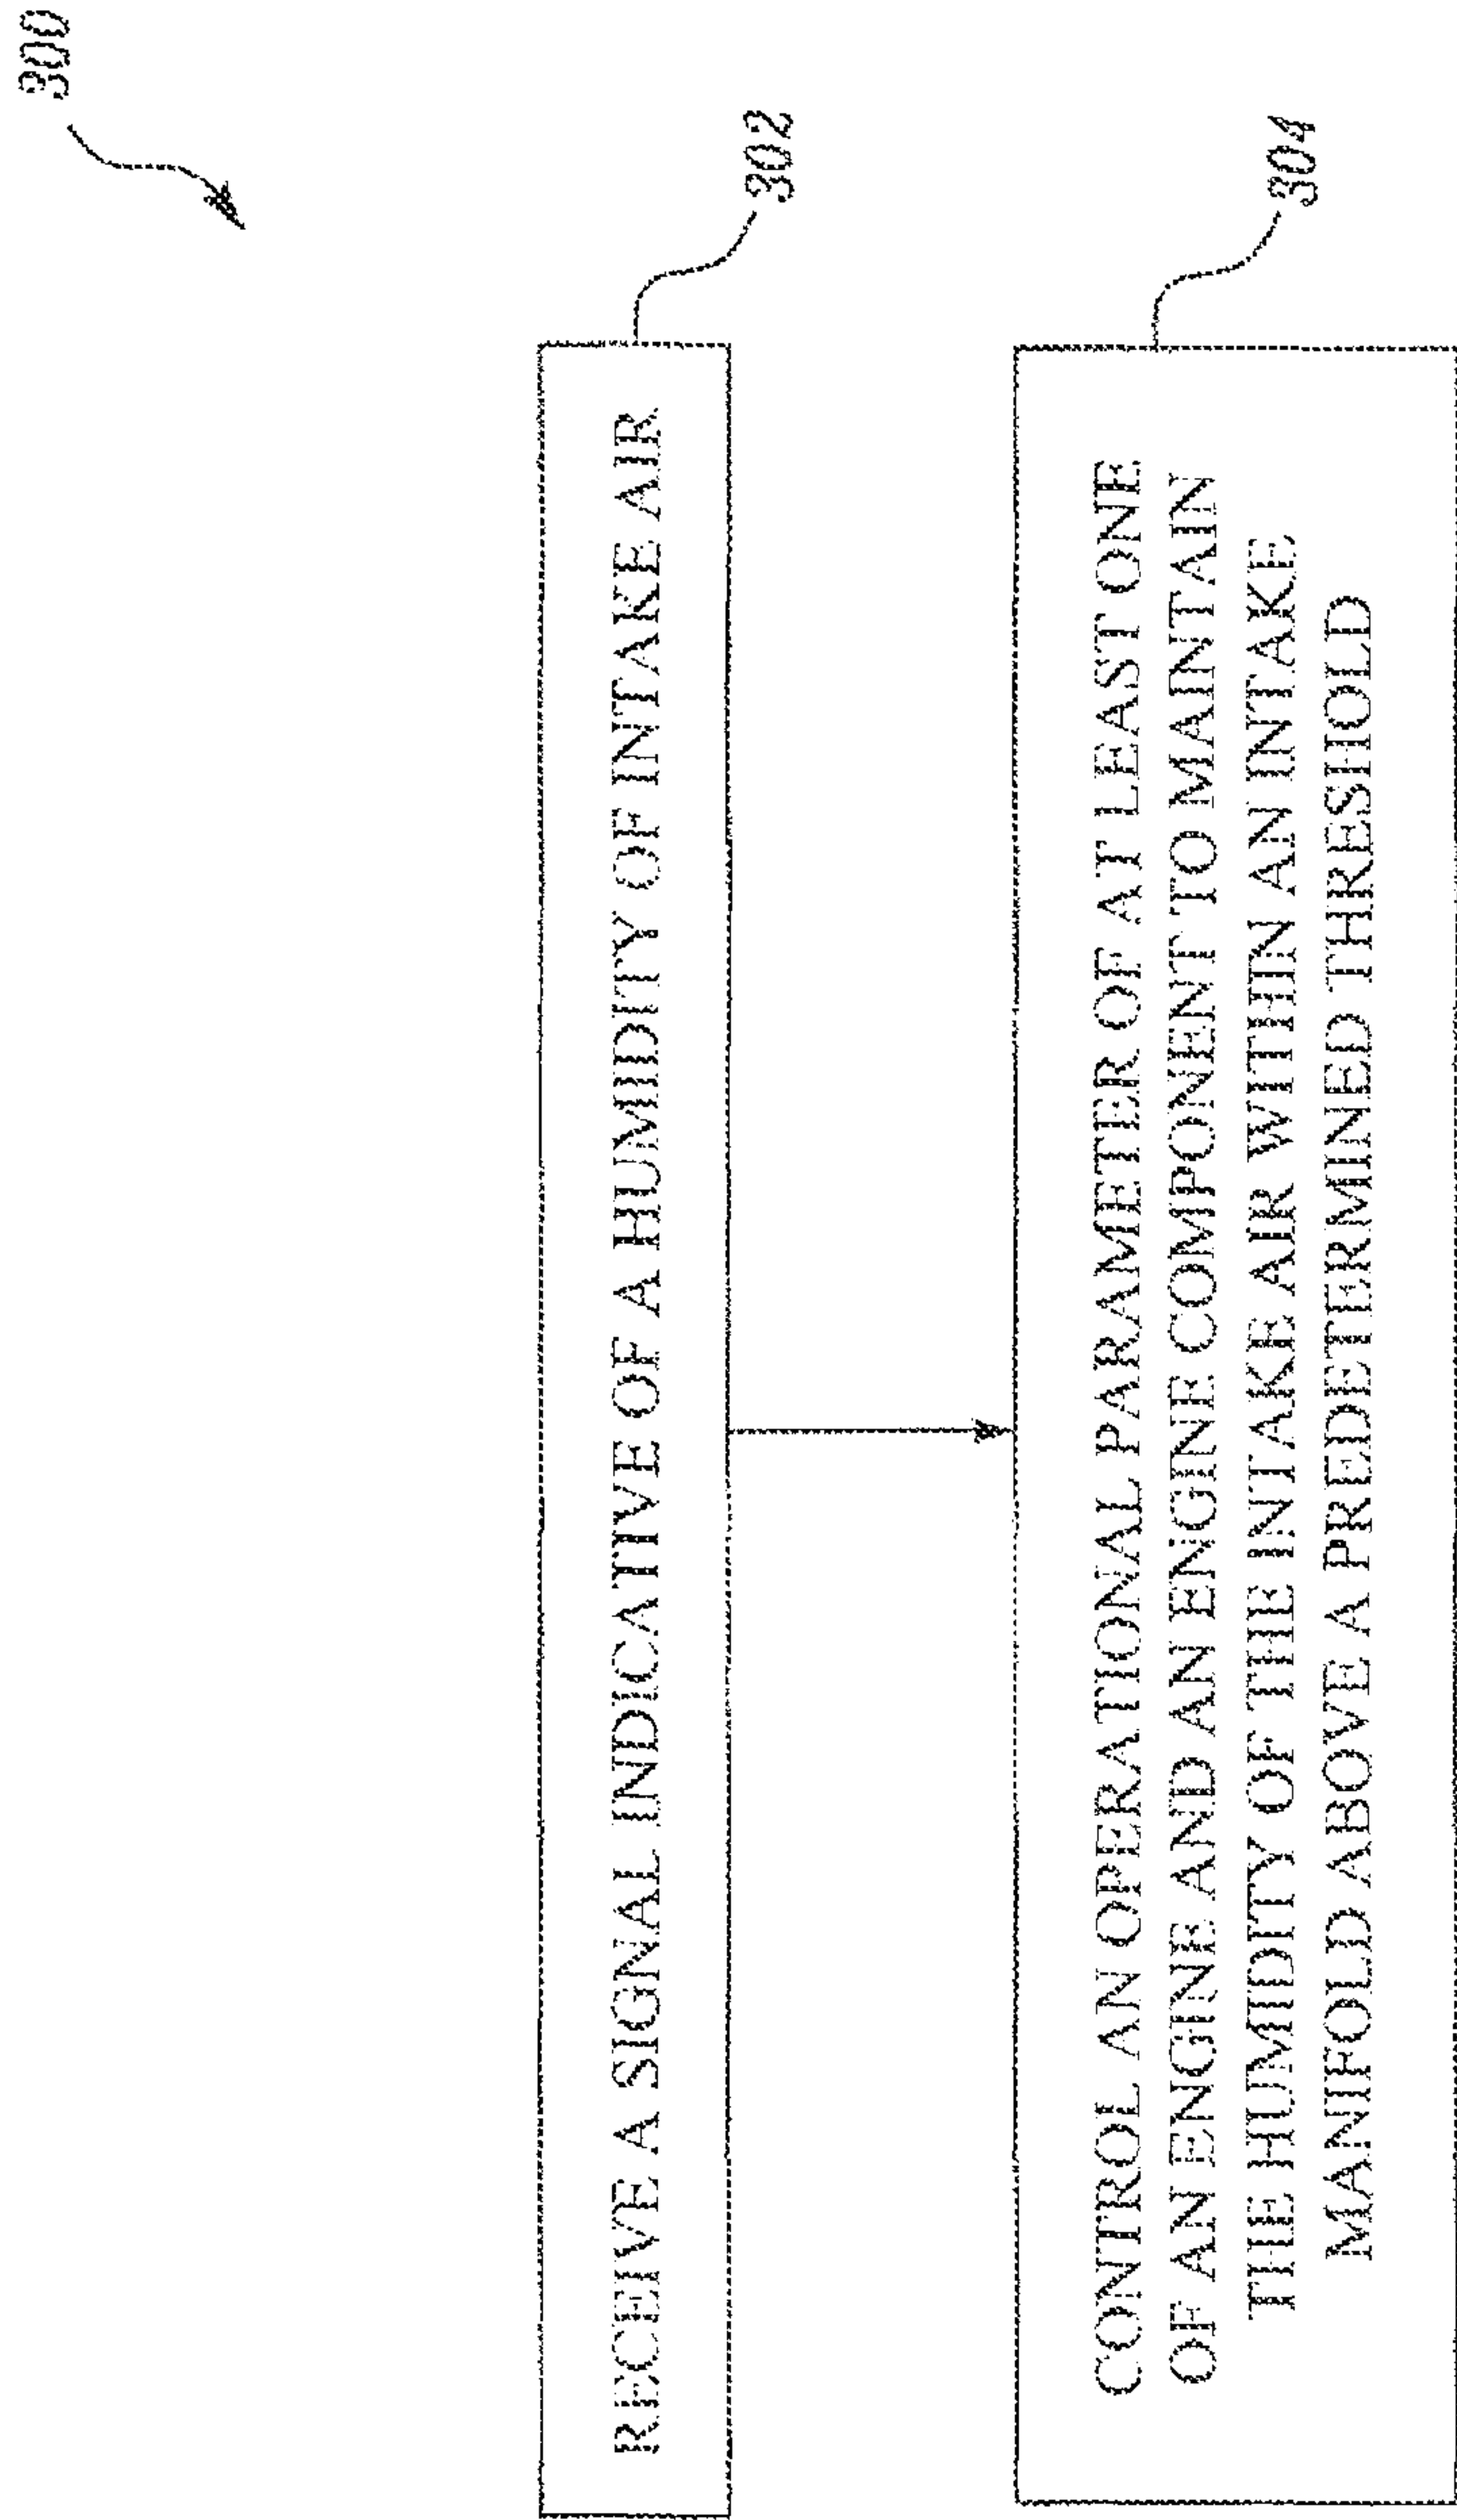 300
RECEIVE A SIGNAL INDICATIVE OF A HUMIDITY OF INTAKE AIR
302
CONTROL AN OPERATIONAL PARAMETER OF AT LEAST ONE
OF AN ENGINE AND AN ENGINE COMPONENT TO MAINTAIN
THE HUMIDITY OF THE INTAKE AIR WITHIN AN INTAKE
MANIFOLD ABOVE A PREDETERMINED THRESHOLD
304